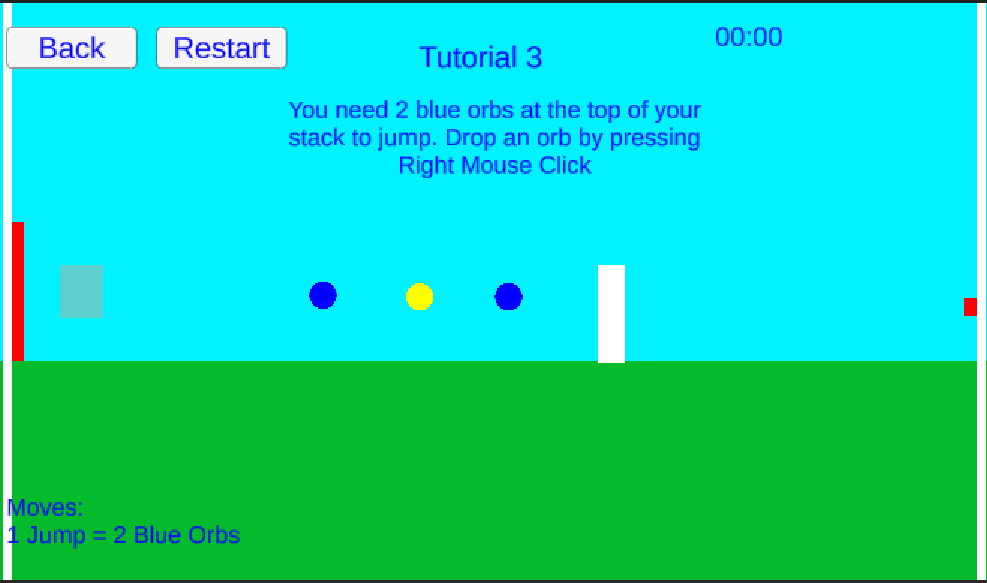 Back
Restart
Tutorial 3
00:00
You need 2 blue orbs at the top of your
stack to jump. Drop an orb by pressing
Right Mouse Click
Moves:
1 Jump = 2 Blue Orbs